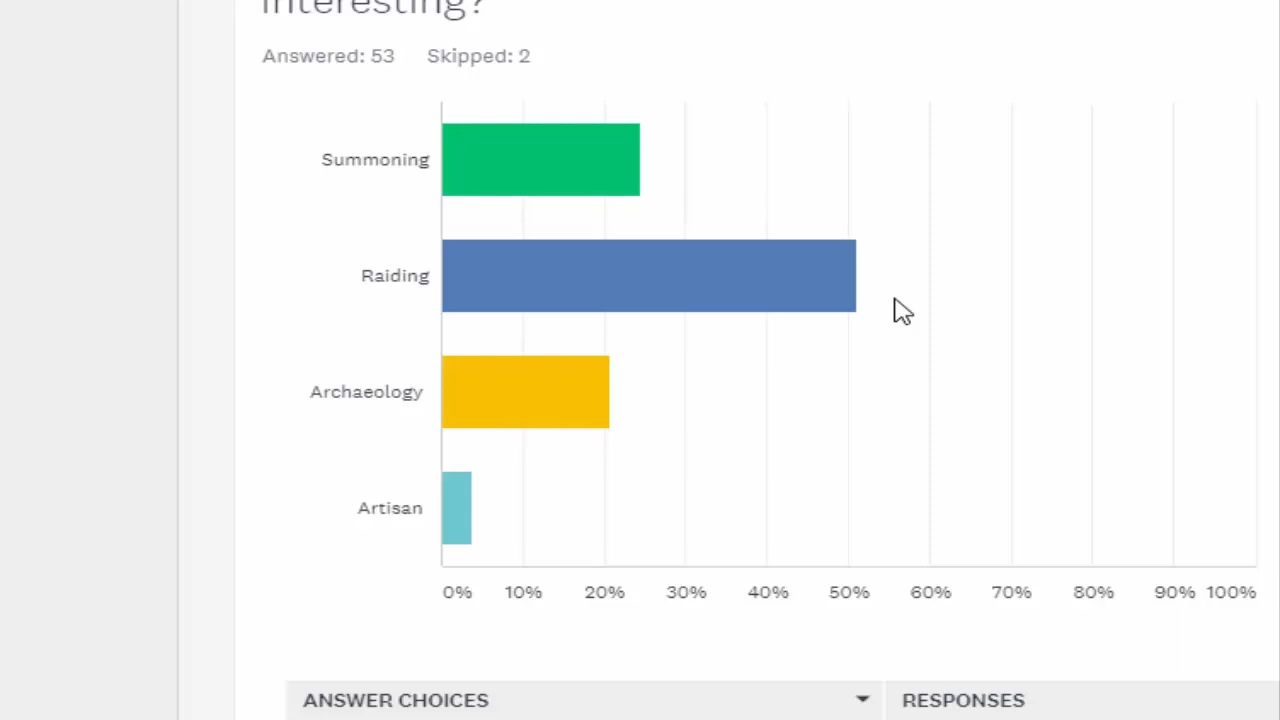 interesting?
Answered: 53 Skipped: 2
Summoning
Raiding
Archaeology
Artisan
0% 10% 20% 30% 40% 50% 60% 70% 80% 90% 100%
ANSWER CHOICES RESPONSES